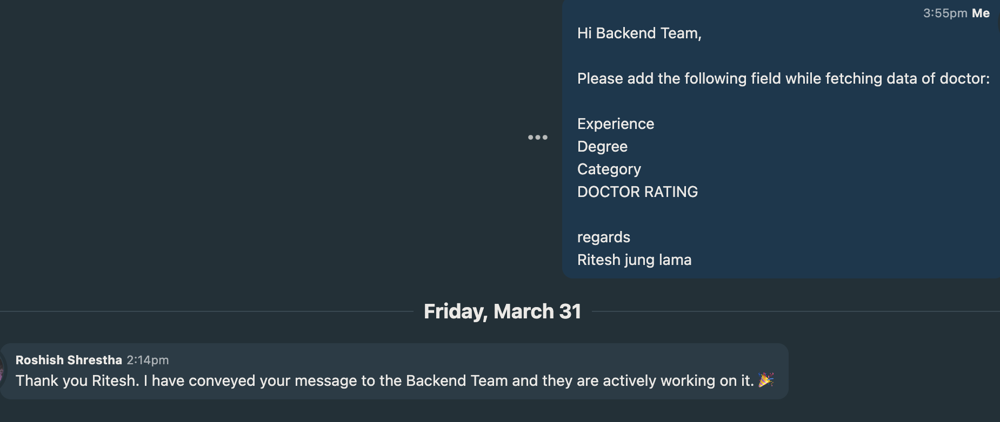 3:55pm Me
Hi Backend Team,
Please add the following field while fetching data of doctor:
Experience
Degree
Category
DOCTOR RATING
regards
Ritesh jung lama
Friday, March 31
Roshish Shrestha 2:14pm
Thank you Ritesh. I have conveyed your message to the Backend Team and they are actively working on it. 🎉